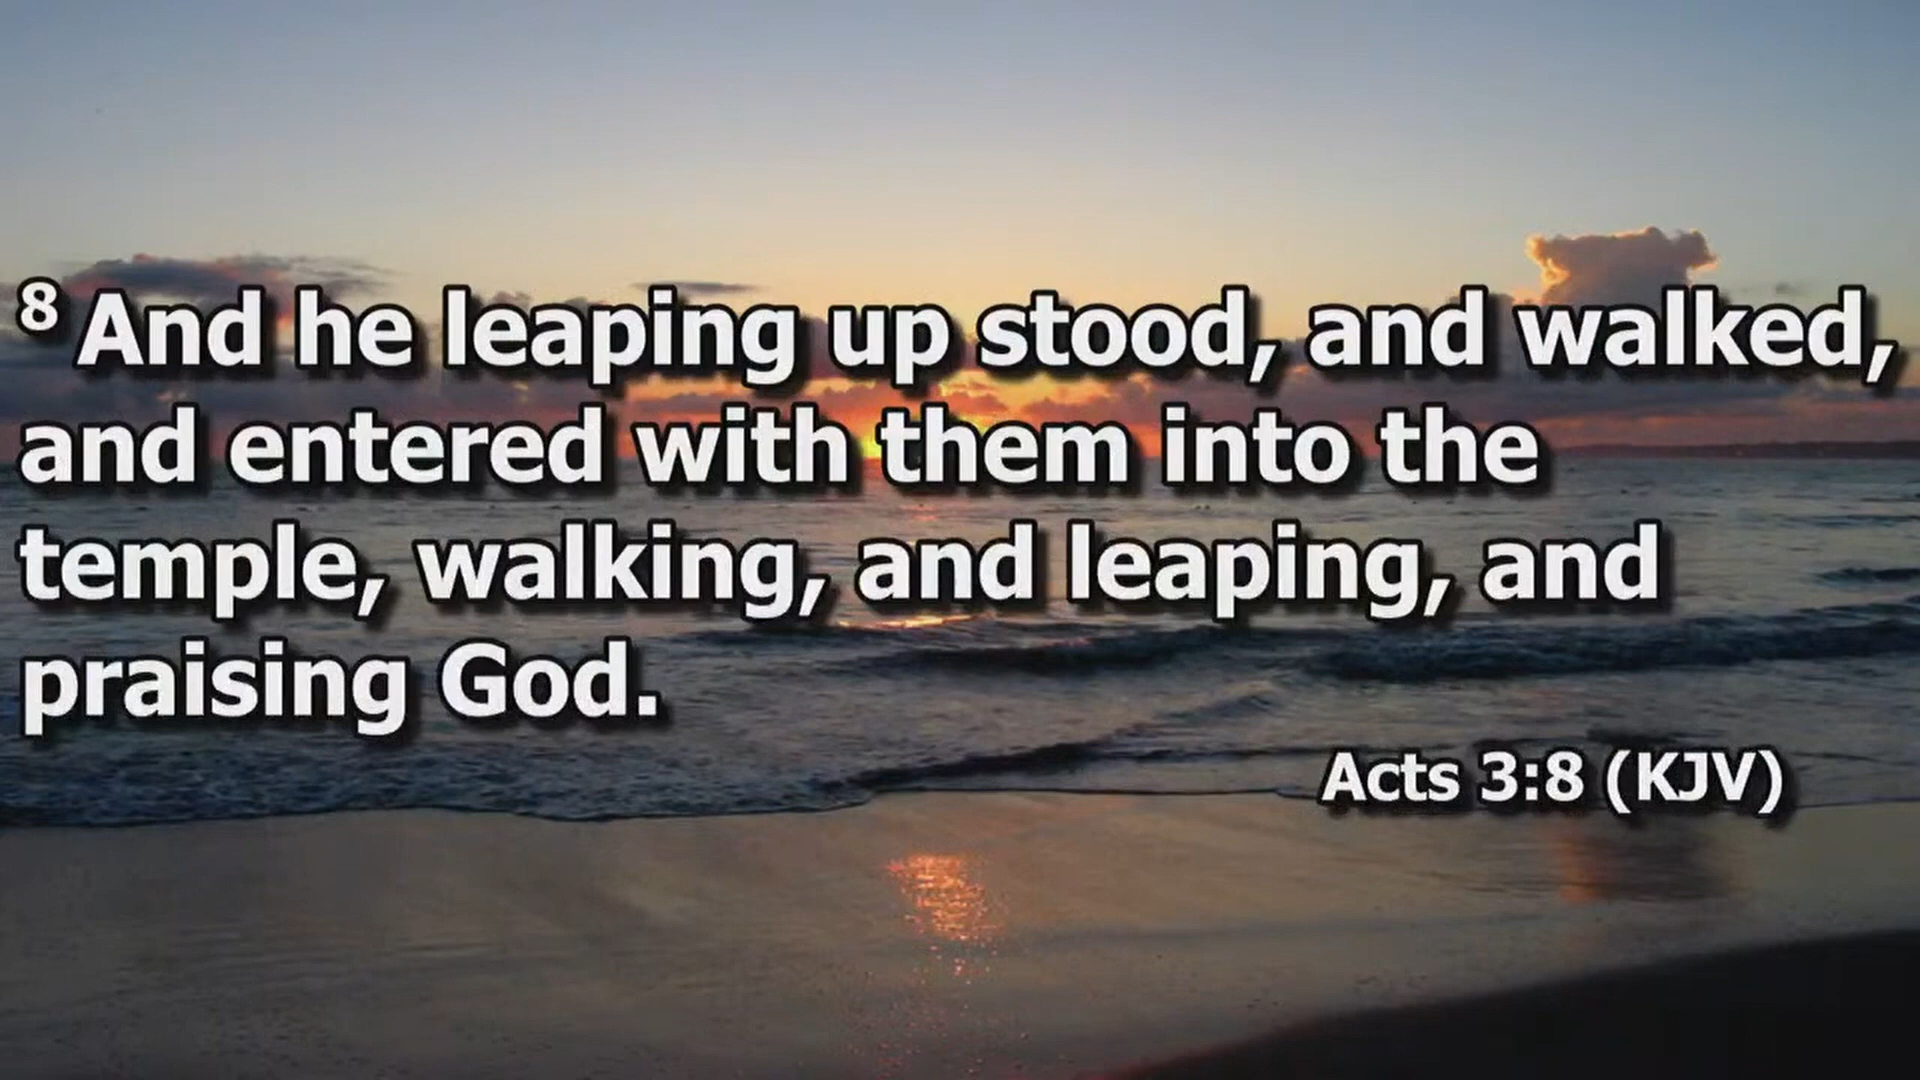 8 And he leaping up stood, and walked,
and entered with them into the
temple, walking, and leaping, and
praising God.
Acts 3:8 (KJV)